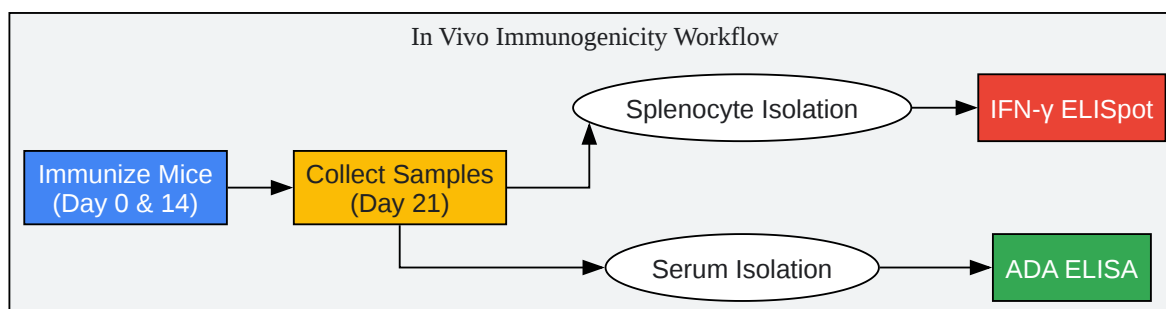 In Vivo Immunogenicity Workflow
Splenocyte Isolation
IFN-γ ELISpot
Immunize Mice
(Day 0 & 14)
Collect Samples
(Day 21)
Serum Isolation
ADA ELISA